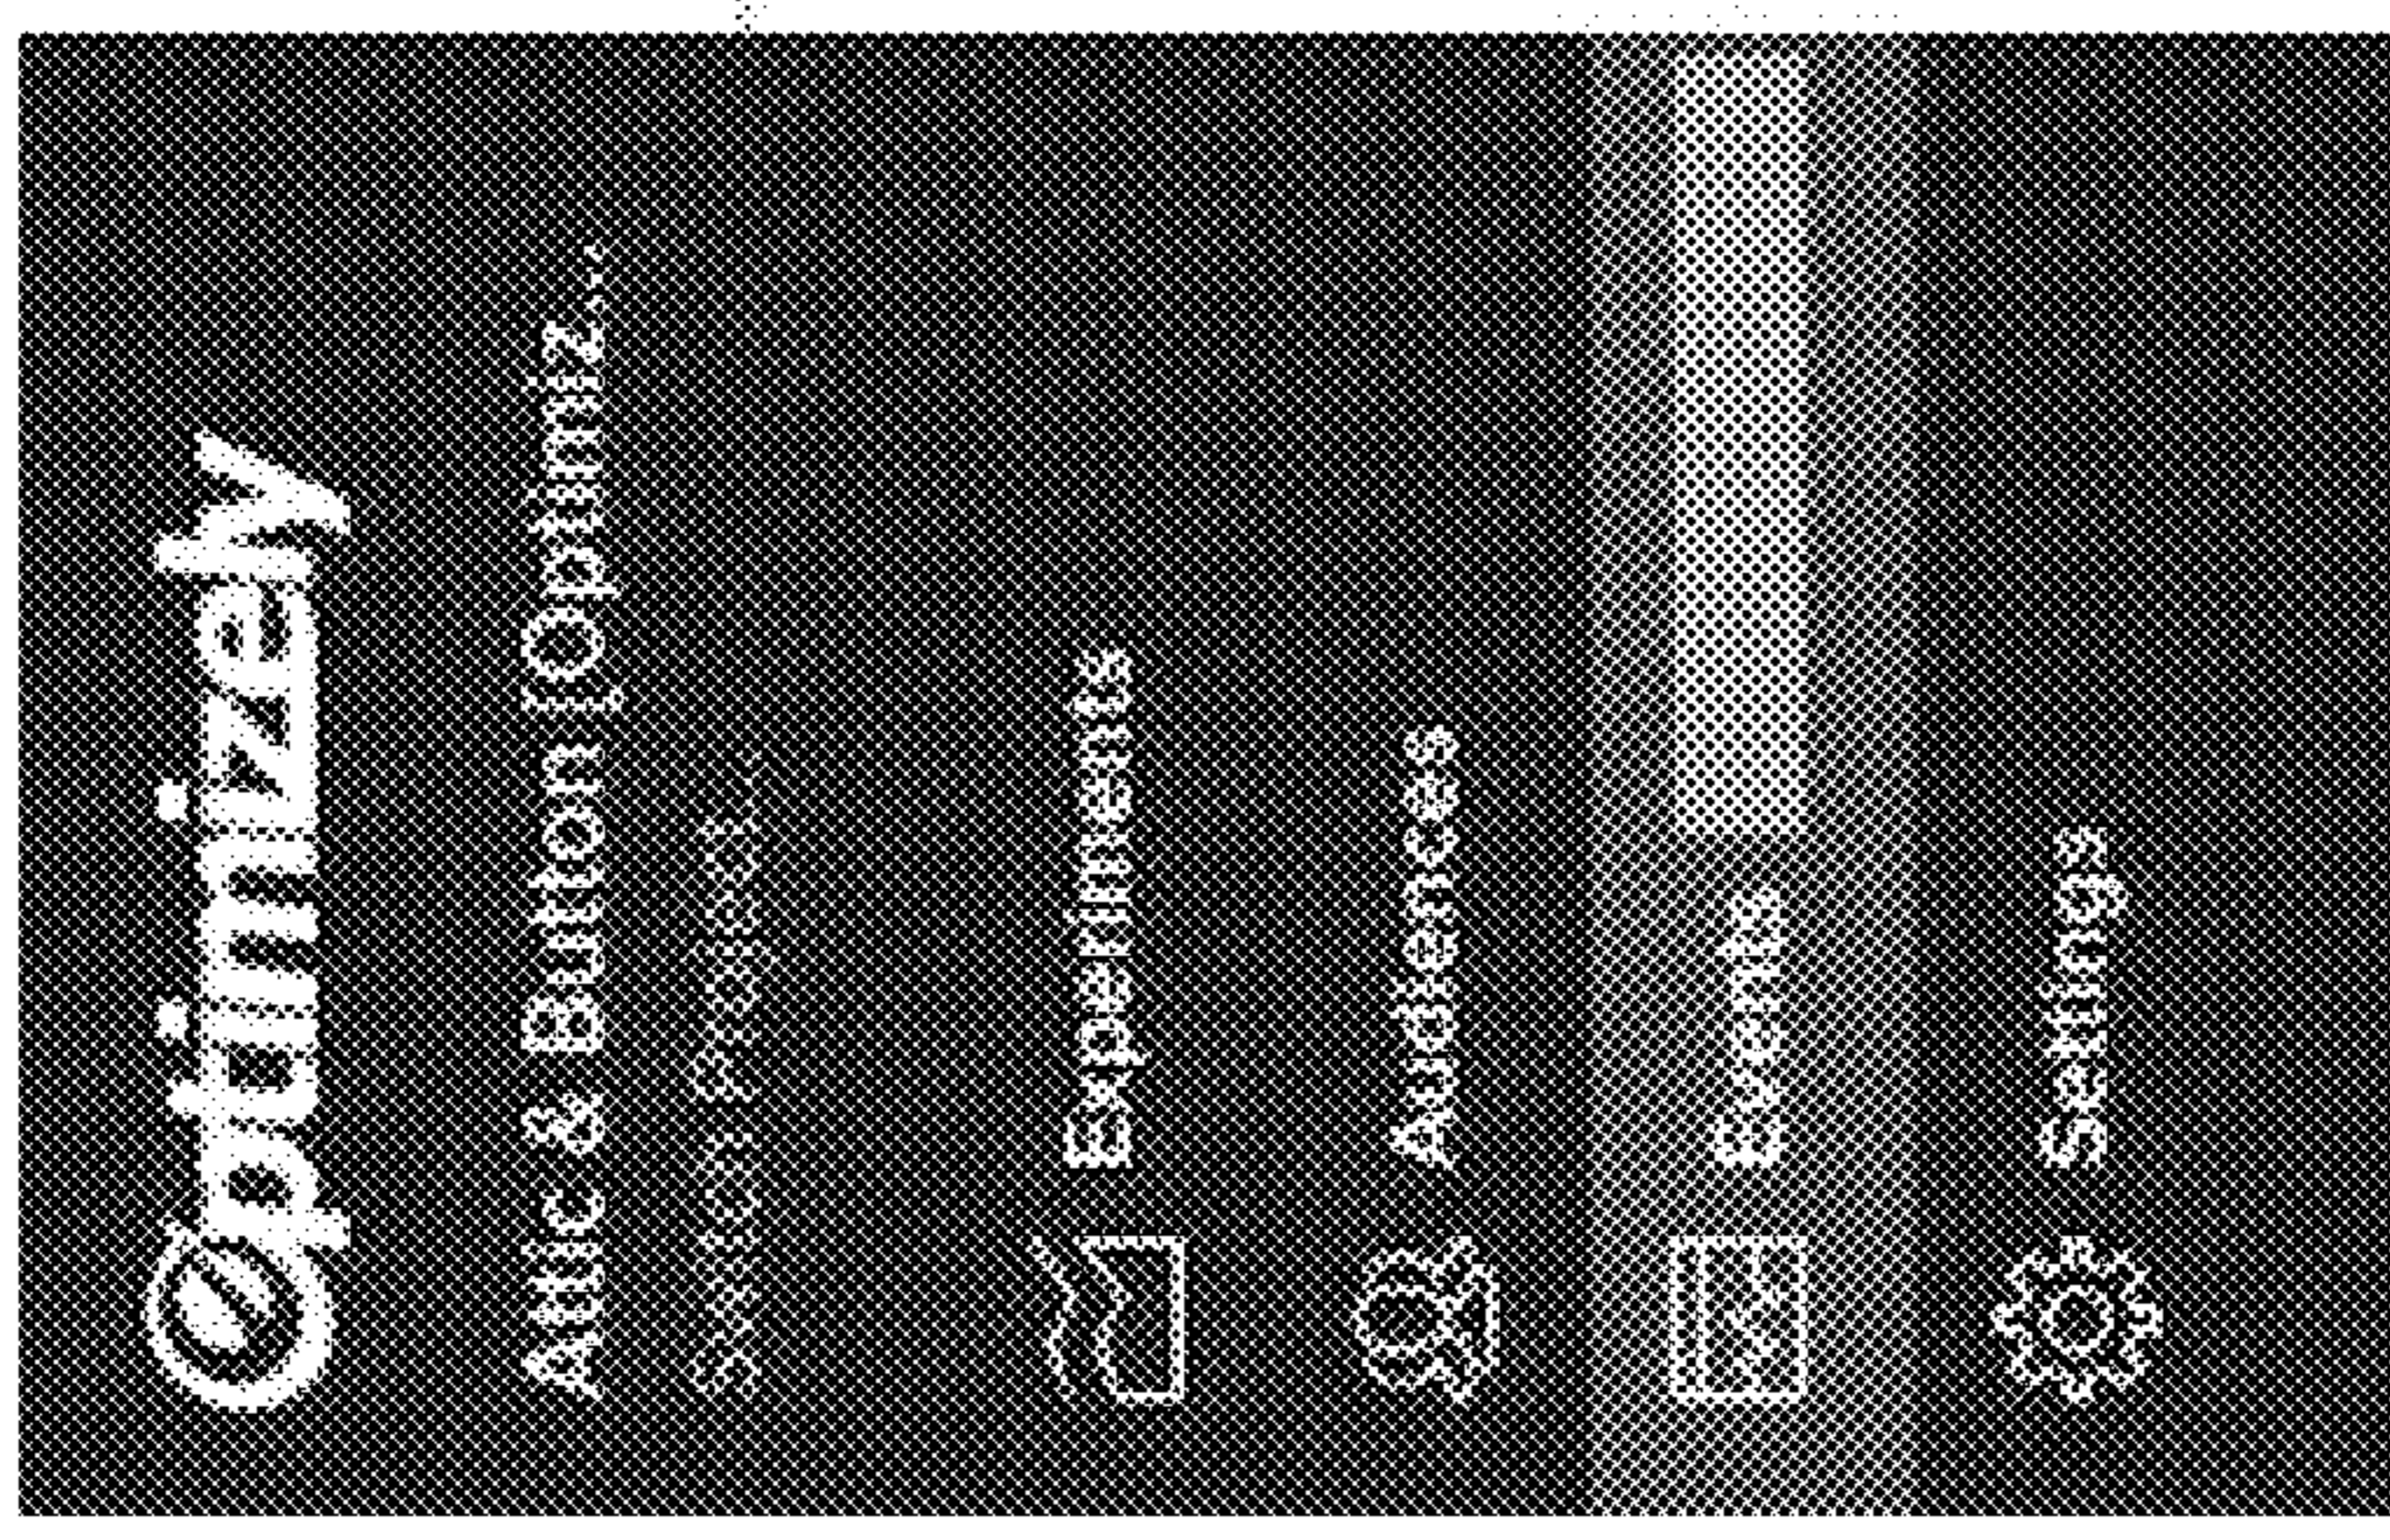 Optimizely
Attic & Button (Optimiz...
Switch Project...
Experiments
Audiences
Events
Settings